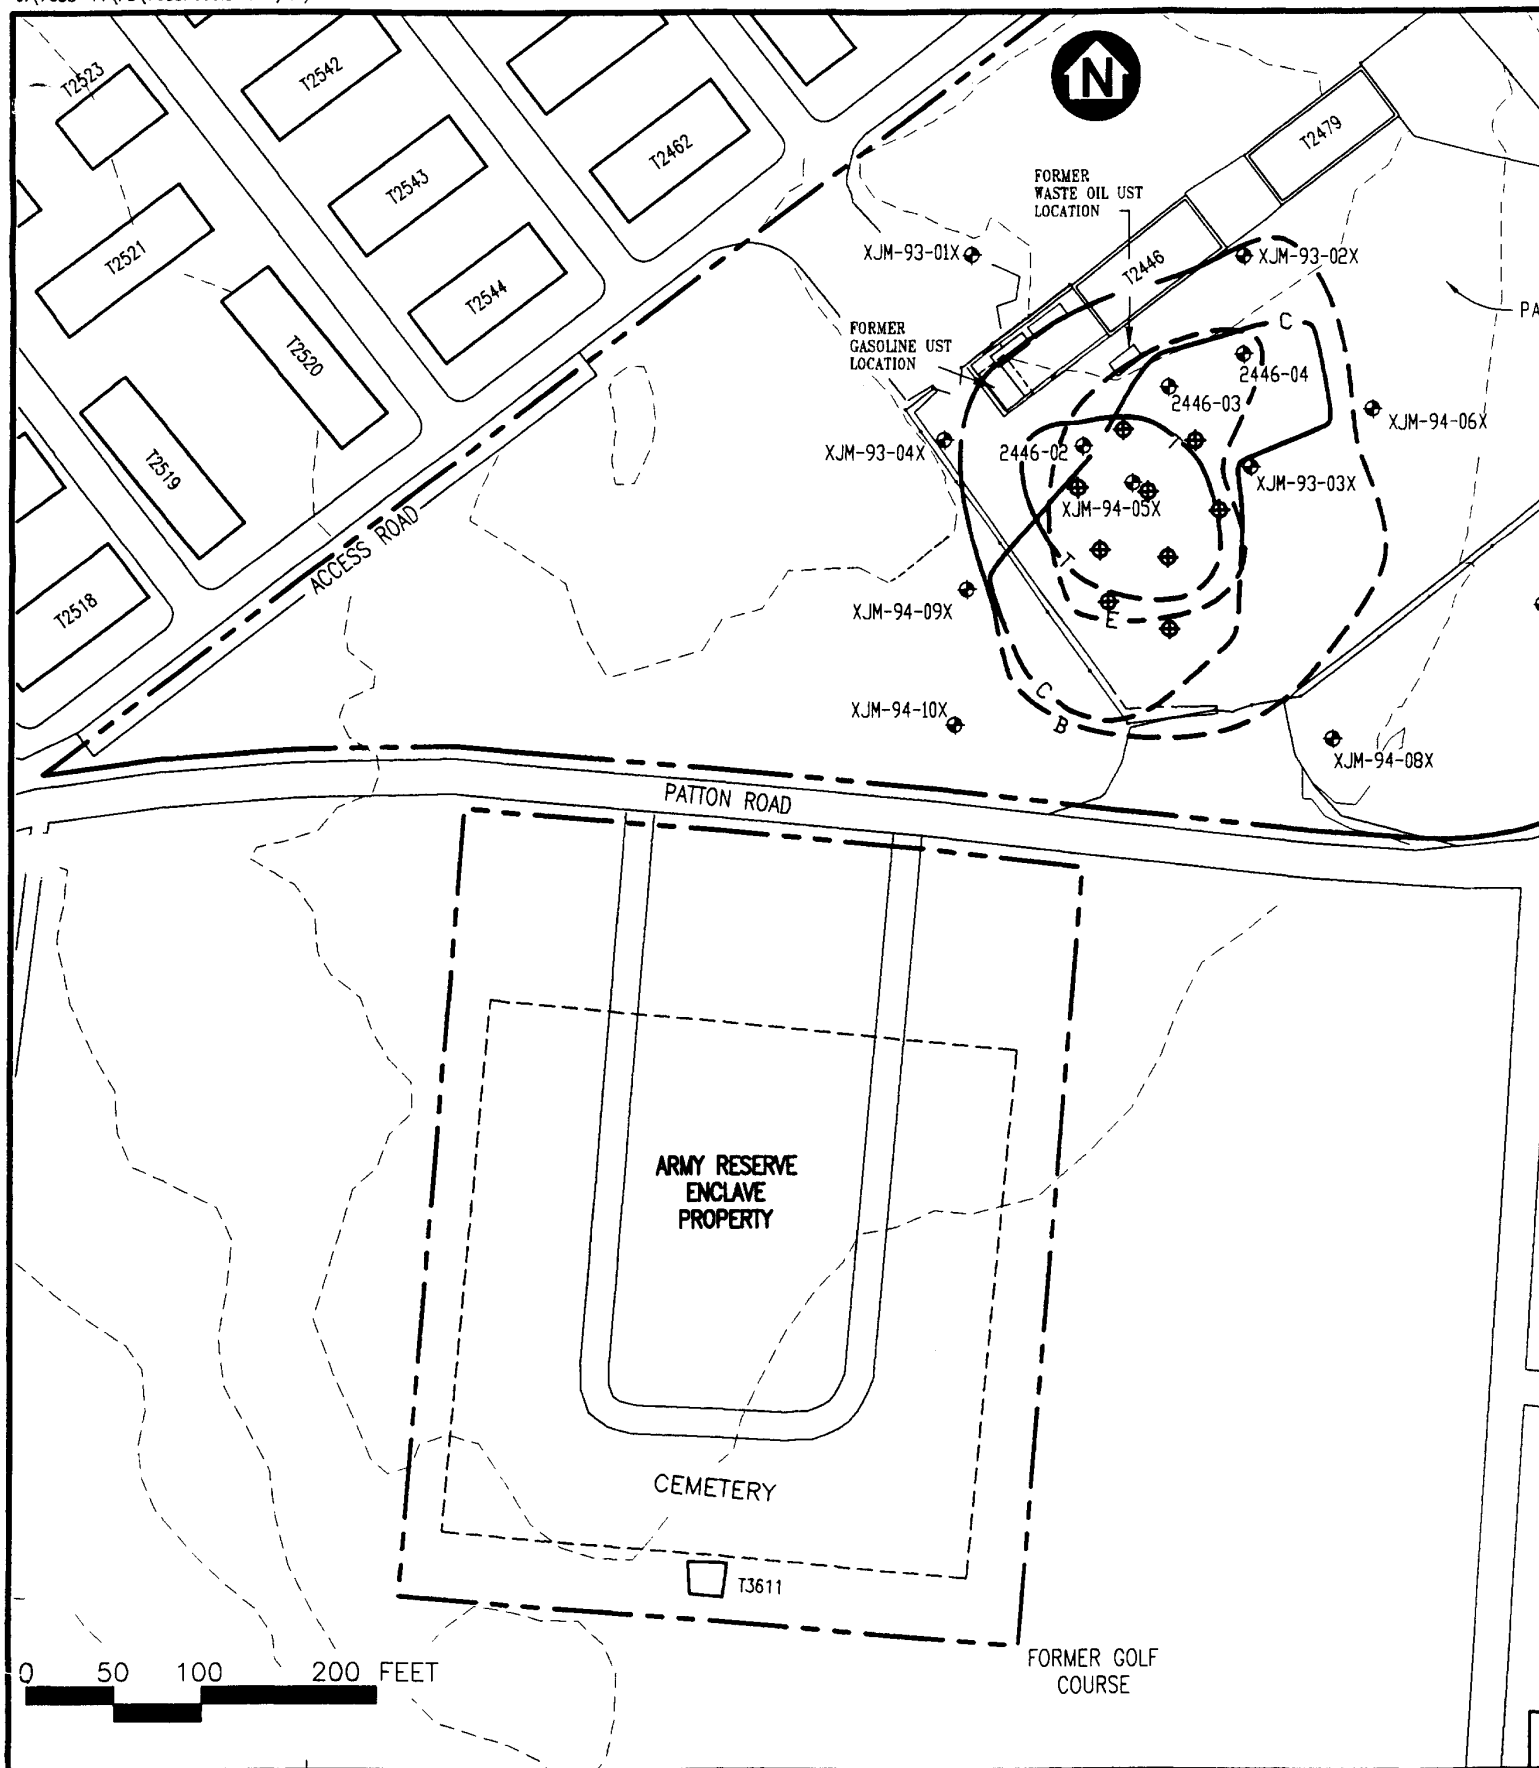 T2523
T2542
T2462
T2543
T2521
T2544
T2520
T2519
T2518
ACCESS ROAD
N
T2479
FORMER
WASTE OIL UST
LOCATION
T2446
XJM-93-01X
XJM-93-02X
PA
FORMER
GASOLINE UST
LOCATION
C
2446-04
2446-03
XJM-94-06X
XJM-93-04X
2446-02
T
XJM-93-03X
XJM-94-05X
T
XJM-94-09X
E
C
B
XJM-94-10X
XJM-94-08X
PATTON ROAD
ARMY RESERVE
ENCLAVE
PROPERTY
CEMETERY
T3611
FORMER GOLF
COURSE
0 50 100 200 FEET